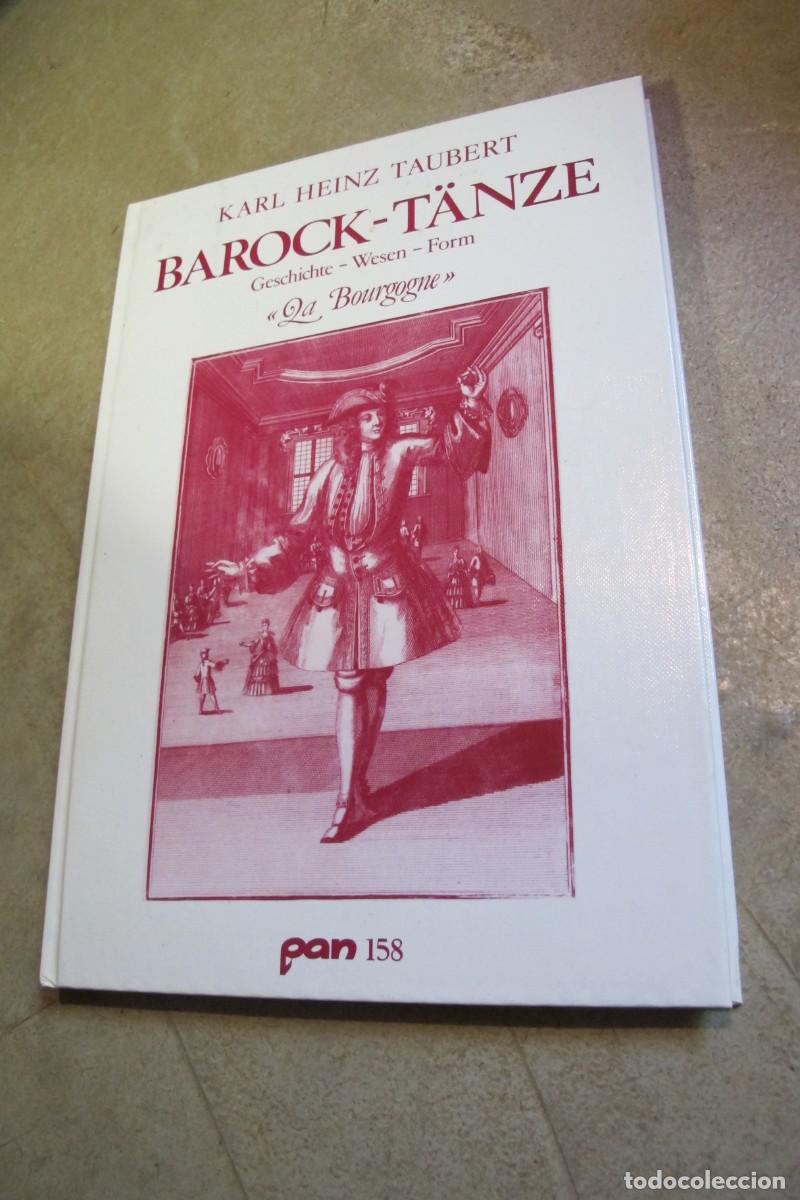 KARL HEINZ TAUBERT
BAROCK-TÄNZE
Geschichte - Wesen - Form
«La Bourgogne»
pan 158
todocoleccion